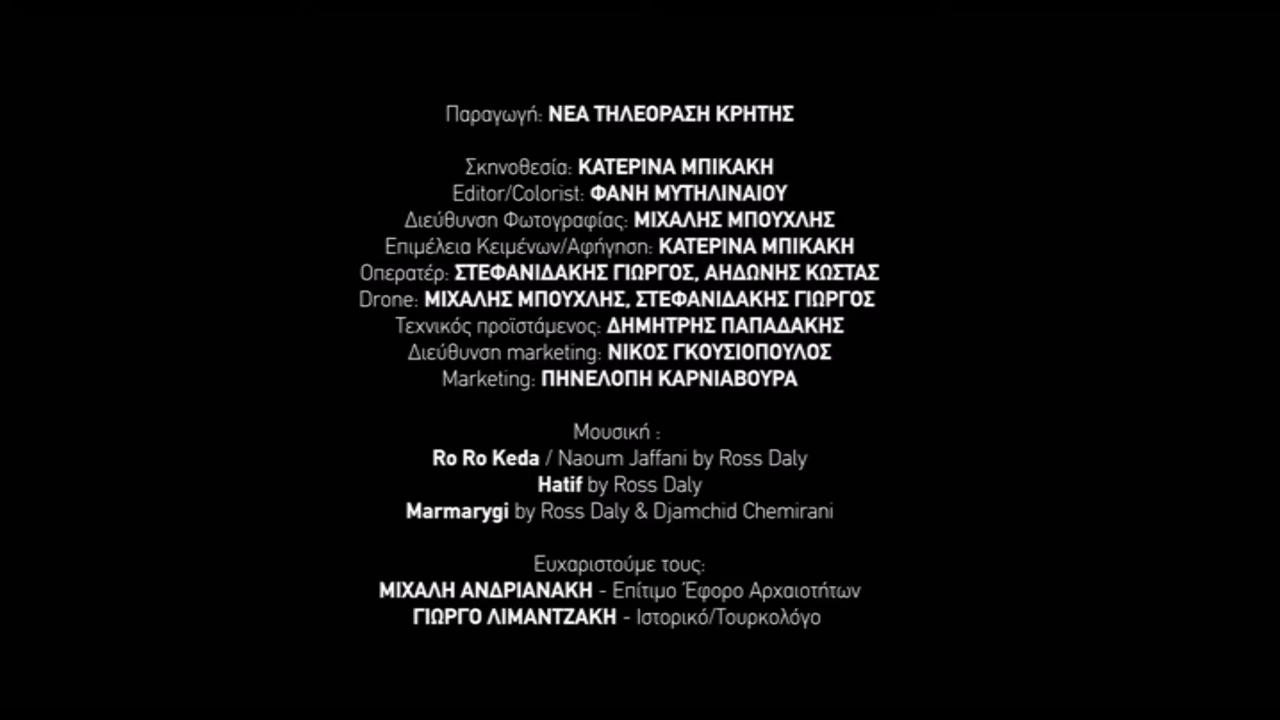 Παραγωγή: ΝΕΑ ΤΗΛΕΟΡΑΣΗ ΚΡΗΤΗΣ
Σκηνοθεσία: ΚΑΤΕΡΙΝΑ ΜΠΙΚΑΚΗ
Editor/Colorist: ΦΑΝΗ ΜΥΤΗΛΙΝΑΙΟΥ
Διεύθυνση Φωτογραφίας: ΜΙΧΑΛΗΣ ΜΠΟΥΧΛΗΣ
Επιμέλεια Κειμένων/Αφήγηση: ΚΑΤΕΡΙΝΑ ΜΠΙΚΑΚΗ
Οπερατέρ: ΣΤΕΦΑΝΙΔΑΚΗΣ ΓΙΩΡΓΟΣ, ΑΗΔΩΝΗΣ ΚΩΣΤΑΣ
Drone: ΜΙΧΑΛΗΣ ΜΠΟΥΧΛΗΣ, ΣΤΕΦΑΝΙΔΑΚΗΣ ΓΙΩΡΓΟΣ
Τεχνικός προϊστάμενος: ΔΗΜΗΤΡΗΣ ΠΑΠΑΔΑΚΗΣ
Διεύθυνση marketing: ΝΙΚΟΣ ΓΚΟΥΣΙΟΠΟΥΛΟΣ
Marketing: ΠΗΝΕΛΟΠΗ ΚΑΡΝΙΑΒΟΥΡΑ
Μουσική :
Ro Ro Keda / Naoum Jaffani by Ross Daly
Hatif by Ross Daly
Marmarygi by Ross Daly & Djamchid Chemirani
Ευχαριστούμε τους:
ΜΙΧΑΛΗ ΑΝΔΡΙΑΝΑΚΗ - Επίτιμο Έφορο Αρχαιοτήτων
ΓΙΩΡΓΟ ΛΙΜΑΝΤΖΑΚΗ - Ιστορικό/Τουρκολόγο